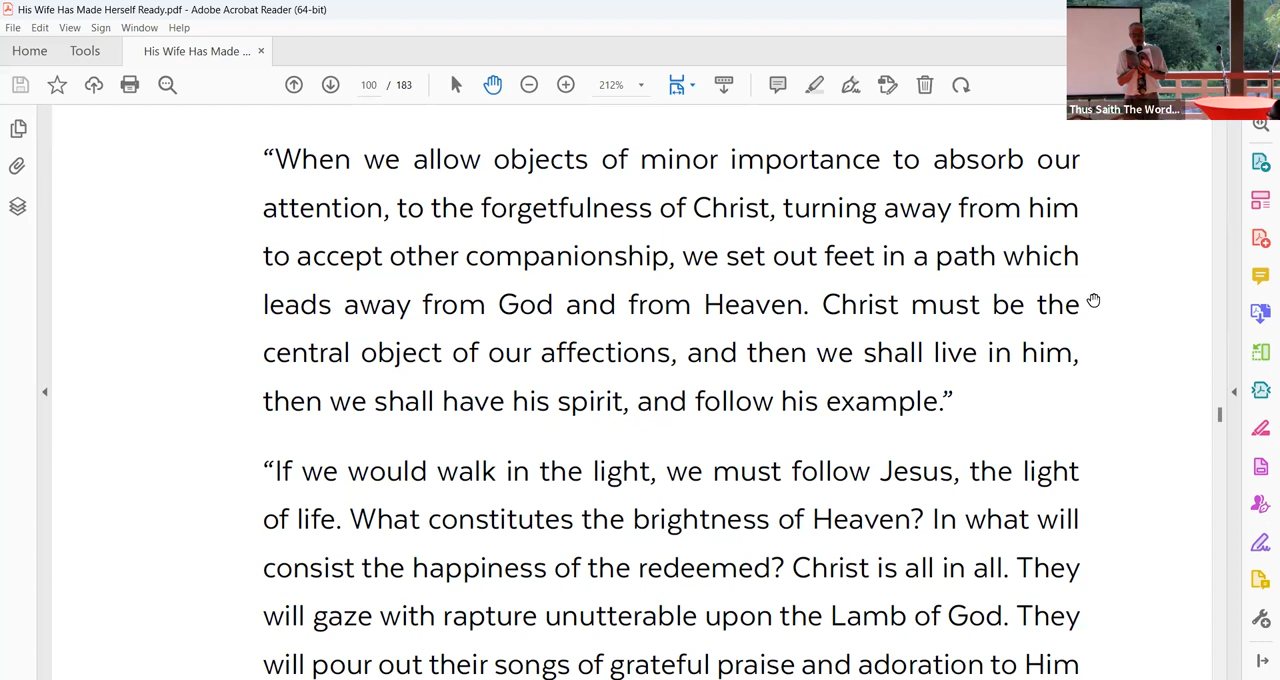 His Wife Has Made Herself Ready.pdf - Adobe Acrobat Reader (64-bit)
File Edit View Sign Window Help
Home Tools His Wife Has Made ... ×
100 / 183 212%
Thus Saith The Word...
“When we allow objects of minor importance to absorb our
attention, to the forgetfulness of Christ, turning away from him
to accept other companionship, we set out feet in a path which
leads away from God and from Heaven. Christ must be the
central object of our affections, and then we shall live in him,
then we shall have his spirit, and follow his example.”
“If we would walk in the light, we must follow Jesus, the light
of life. What constitutes the brightness of Heaven? In what will
consist the happiness of the redeemed? Christ is all in all. They
will gaze with rapture unutterable upon the Lamb of God. They
will pour out their songs of grateful praise and adoration to Him